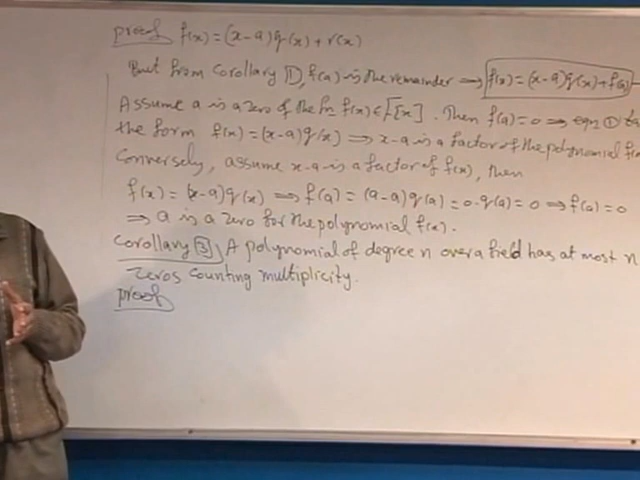 proof f(x) = (x-a)q(x) + r(x)
But from corollary 1, f(a) is the remainder ⟹ f(x) = (x-a)q(x) + f(a)
Assume a is a zero of the fn f(x) ∈ F[x]. Then f(a) = 0 ⟹ eqn 1
the form f(x) = (x-a)q(x) ⟹ x-a is a factor of the polynomial
Conversely, assume x-a is a factor of f(x), then
f(x) = (x-a)q(x) ⟹ f(a) = (a-a)q(a) = 0·q(a) = 0 ⟹ f(a) = 0
⟹ a is a zero for the polynomial f(x).
Corollary 3, A polynomial of degree n over a field has at most n
zeros counting multiplicity.
proof